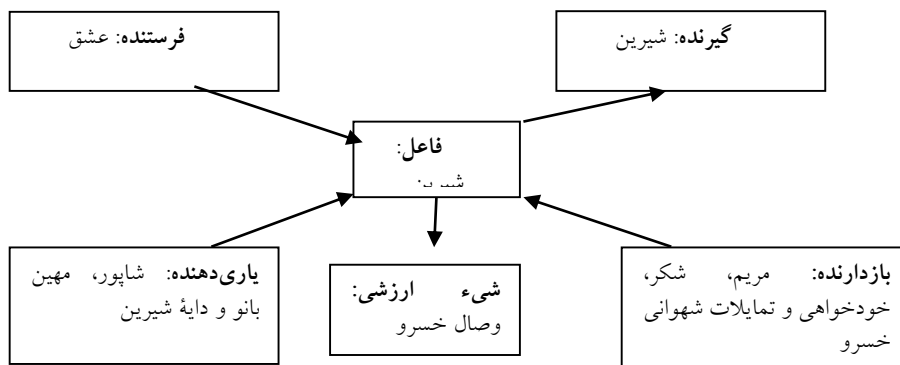 گیرنده: شیرین
فرستنده: عشق
فاعل:
بازدارنده: مریم، شکر،
خودخواهی و تمایلات شهوانی
خسرو
شیء ارزشی:
وصال خسرو
یاری‌دهنده: شاپور، مهین
بانو و دایۀ شیرین